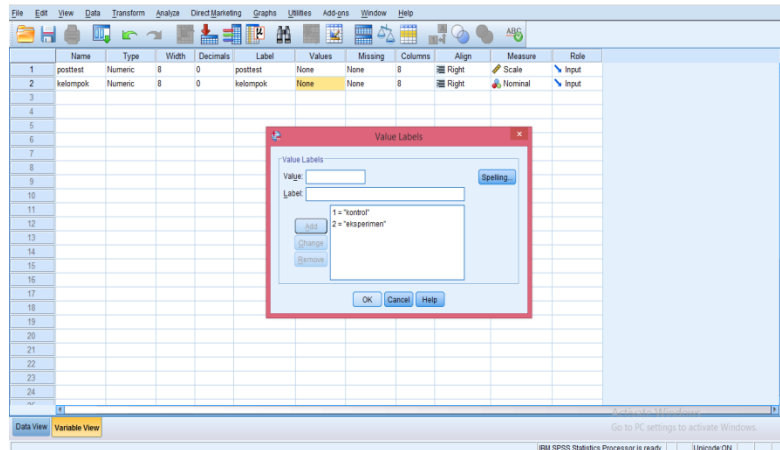 File Edit View Data Transform Analyze Direct Marketing Graphs Utilities Add-ons Window Help
ABC
Name Type Width Decimals Label Values Missing Columns Align Measure Role
1 posttest Numeric 8 0 posttest None None 8 Right Scale Input
2 kelompok Numeric 8 0 kelompok None None 8 Right Nominal Input
3
4
5
6
7
8
9
10
11
12
13
14
15
16
17
18
19
20
21
22
23
24
Value Labels
Value Labels
Value:
Spelling...
Label:
1 = "kontrol"
2 = "eksperimen"
Add
Change
Remove
OK Cancel Help
Activate Windows
Go to PC settings to activate Windows.
Data View Variable View
IBM SPSS Statistics Processor is ready Unicode:ON